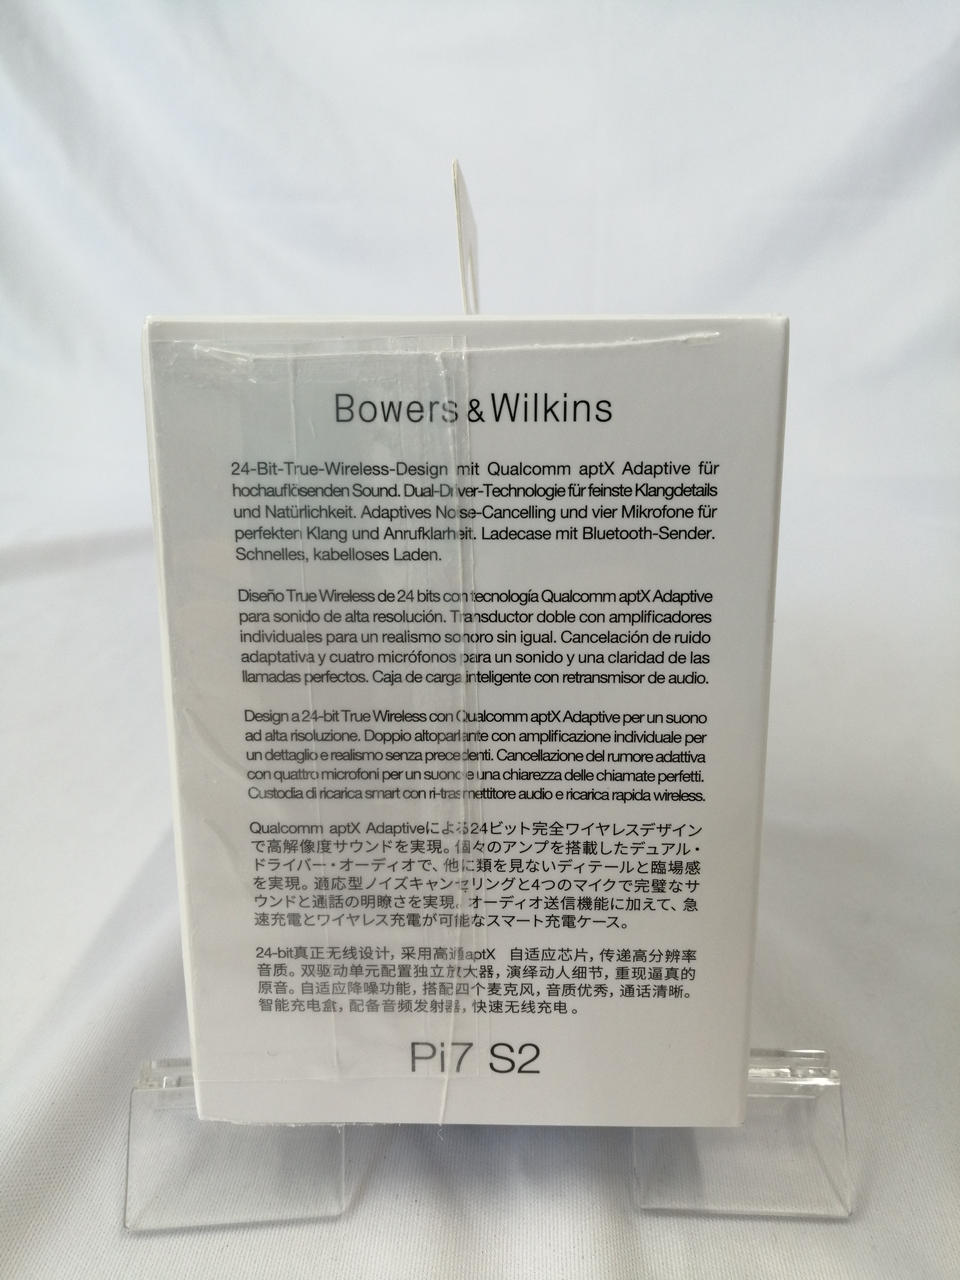 Bowers & Wilkins
24-Bit-True-Wireless-Design mit Qualcomm aptX Adaptive für
hochauflösenden Sound. Dual-Driver-Technologie für feinste Klangdetails
und Natürlichkeit. Adaptives Noise-Cancelling und vier Mikrofone für
perfekten Klang und Anrufklarheit. Ladecase mit Bluetooth-Sender.
Schnelles, kabelloses Laden.
Diseño True Wireless de 24 bits con tecnología Qualcomm aptX Adaptive
para sonido de alta resolución. Transductor doble con amplificadores
individuales para un realismo sonoro sin igual. Cancelación de ruido
adaptativa y cuatro micrófonos para un sonido y una claridad de las
llamadas perfectos. Caja de carga inteligente con retransmisor de audio.
Design a 24-bit True Wireless con Qualcomm aptX Adaptive per un suono
ad alta risoluzione. Doppio altoparlante con amplificazione individuale per
un dettaglio e realismo senza precedenti. Cancellazione del rumore adattiva
con quattro microfoni per un suono e una chiarezza delle chiamate perfetti.
Custodia di ricarica smart con ri-trasmettitore audio e ricarica rapida wireless.
Qualcomm aptX Adaptiveによる24ビット完全ワイヤレスデザイン
で高解像度サウンドを実現。個々のアンプを搭載したデュアル・
ドライバー・オーディオで、他に類を見ないディテールと臨場感
を実現。適応型ノイズキャンセリングと4つのマイクで完璧なサ
ウンドと通話の明瞭さを実現。オーディオ送信機能に加えて、急
速充電とワイヤレス充電が可能なスマート充電ケース。
24-bit真正无线设计，采用高通aptX 自适应芯片，传递高分辨率
音质。双驱动单元配置独立放大器，演绎动人细节，重现逼真的
原音。自适应降噪功能，搭配四个麦克风，音质优秀，通话清晰。
智能充电盒，配备音频发射器，快速无线充电。
Pi7 S2